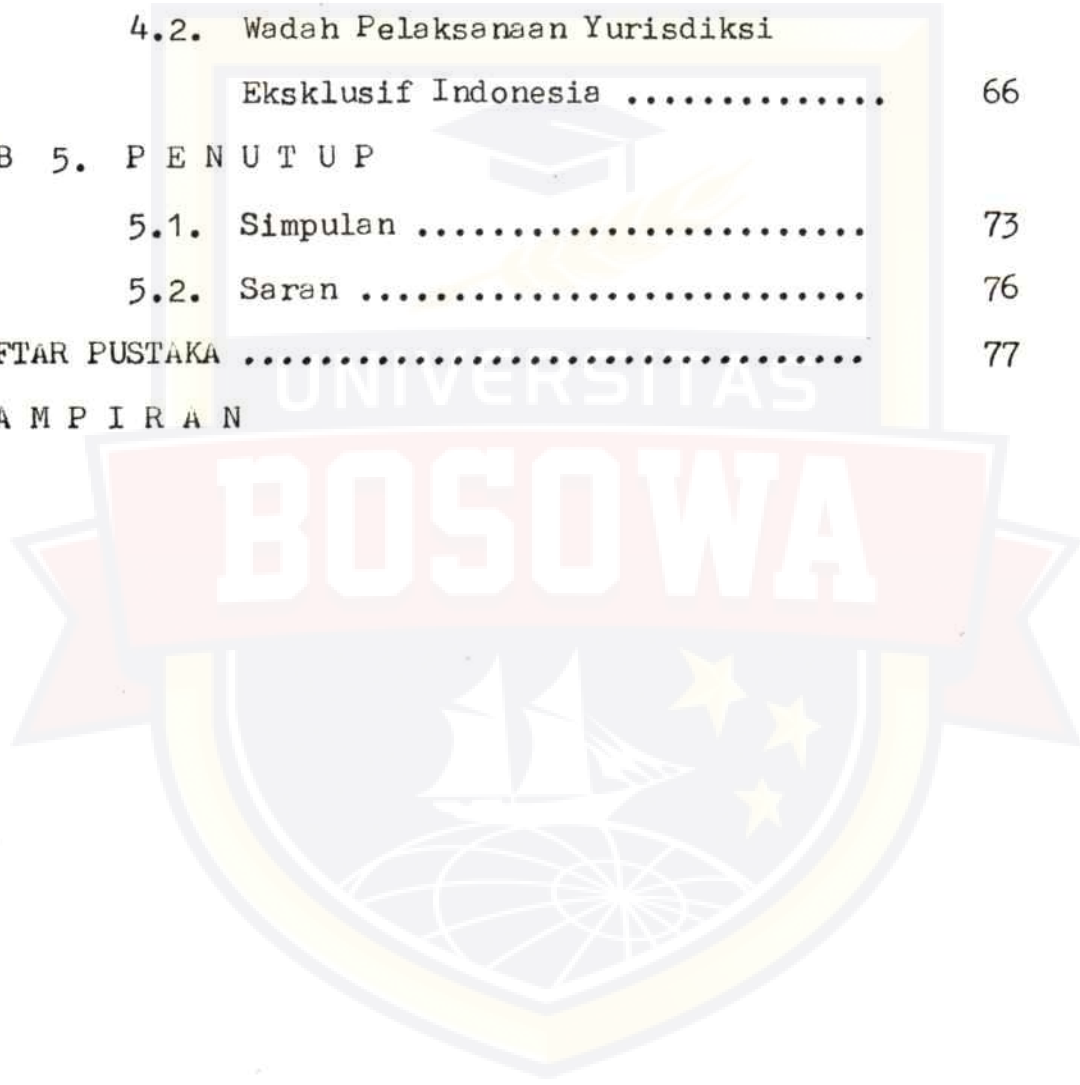 4.2. Wadah Pelaksanaan Yurisdiksi
Eksklusif Indonesia .............. 66
B 5. P E N U T U P
5.1. Simpulan ........................ 73
5.2. Saran ........................... 76
FTAR PUSTAKA ................................. 77
A M P I R A N
UNIVERSITAS
BOSOWA